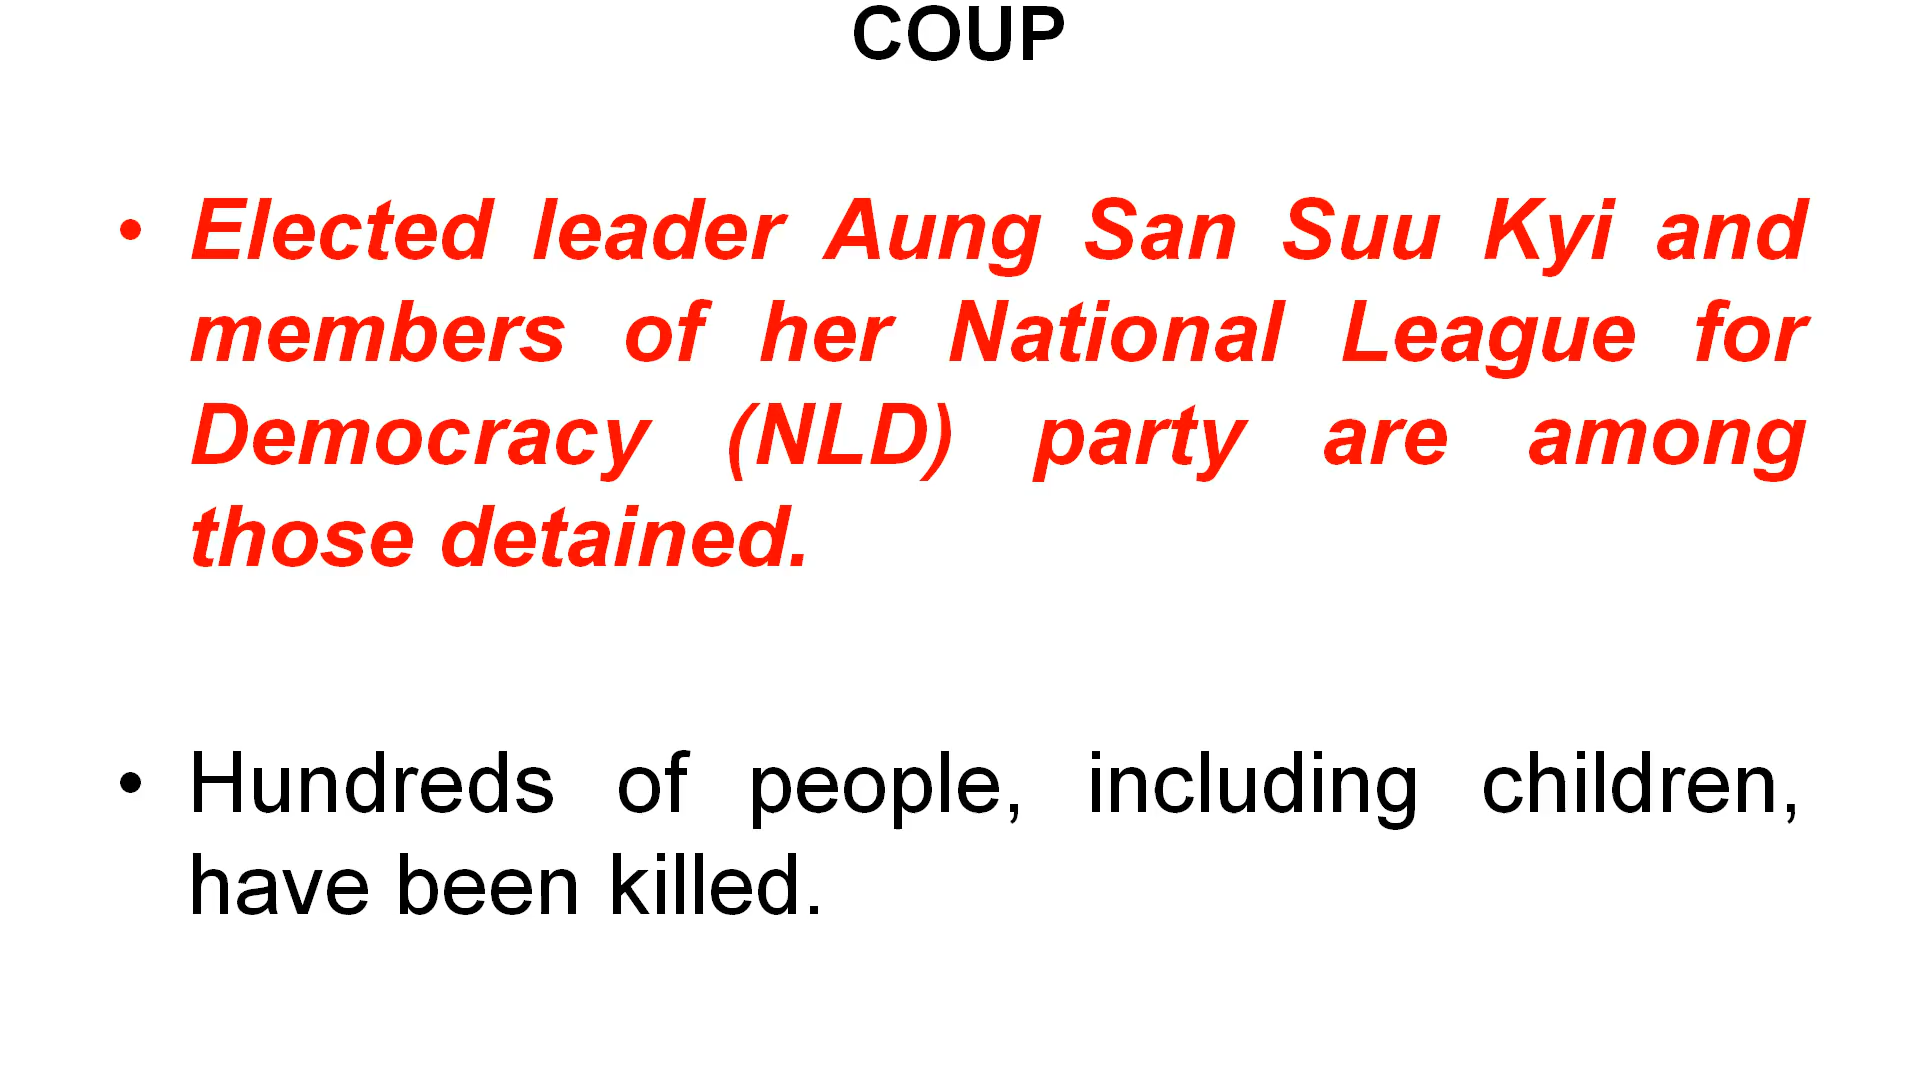 COUP
• Elected leader Aung San Suu Kyi and
members of her National League for
Democracy (NLD) party are among
those detained.
• Hundreds of people, including children,
have been killed.